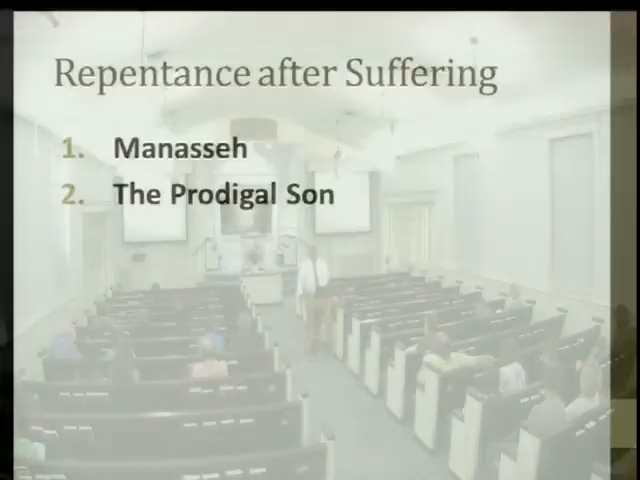 Repentance after Suffering
1. Manasseh
2. The Prodigal Son